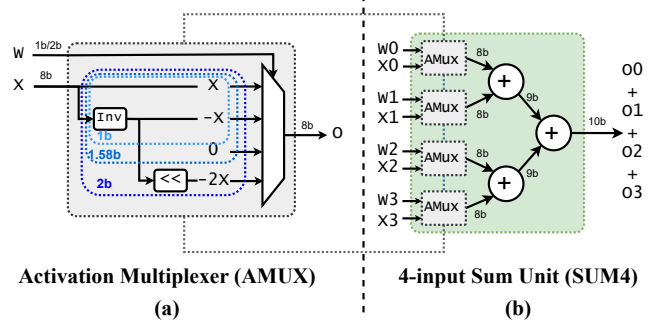 W 1b/2b
X 8b
X
Inv
-X
1b
0
1.58b
<< -2X
2b
8b
O
Activation Multiplexer (AMUX)
(a)
W0
X0
AMux
8b
W1
X1
AMux
8b
W2
X2
AMux
8b
W3
X3
AMux
8b
+
9b
+
9b
+
10b
o0
+
o1
+
o2
+
o3
4-input Sum Unit (SUM4)
(b)